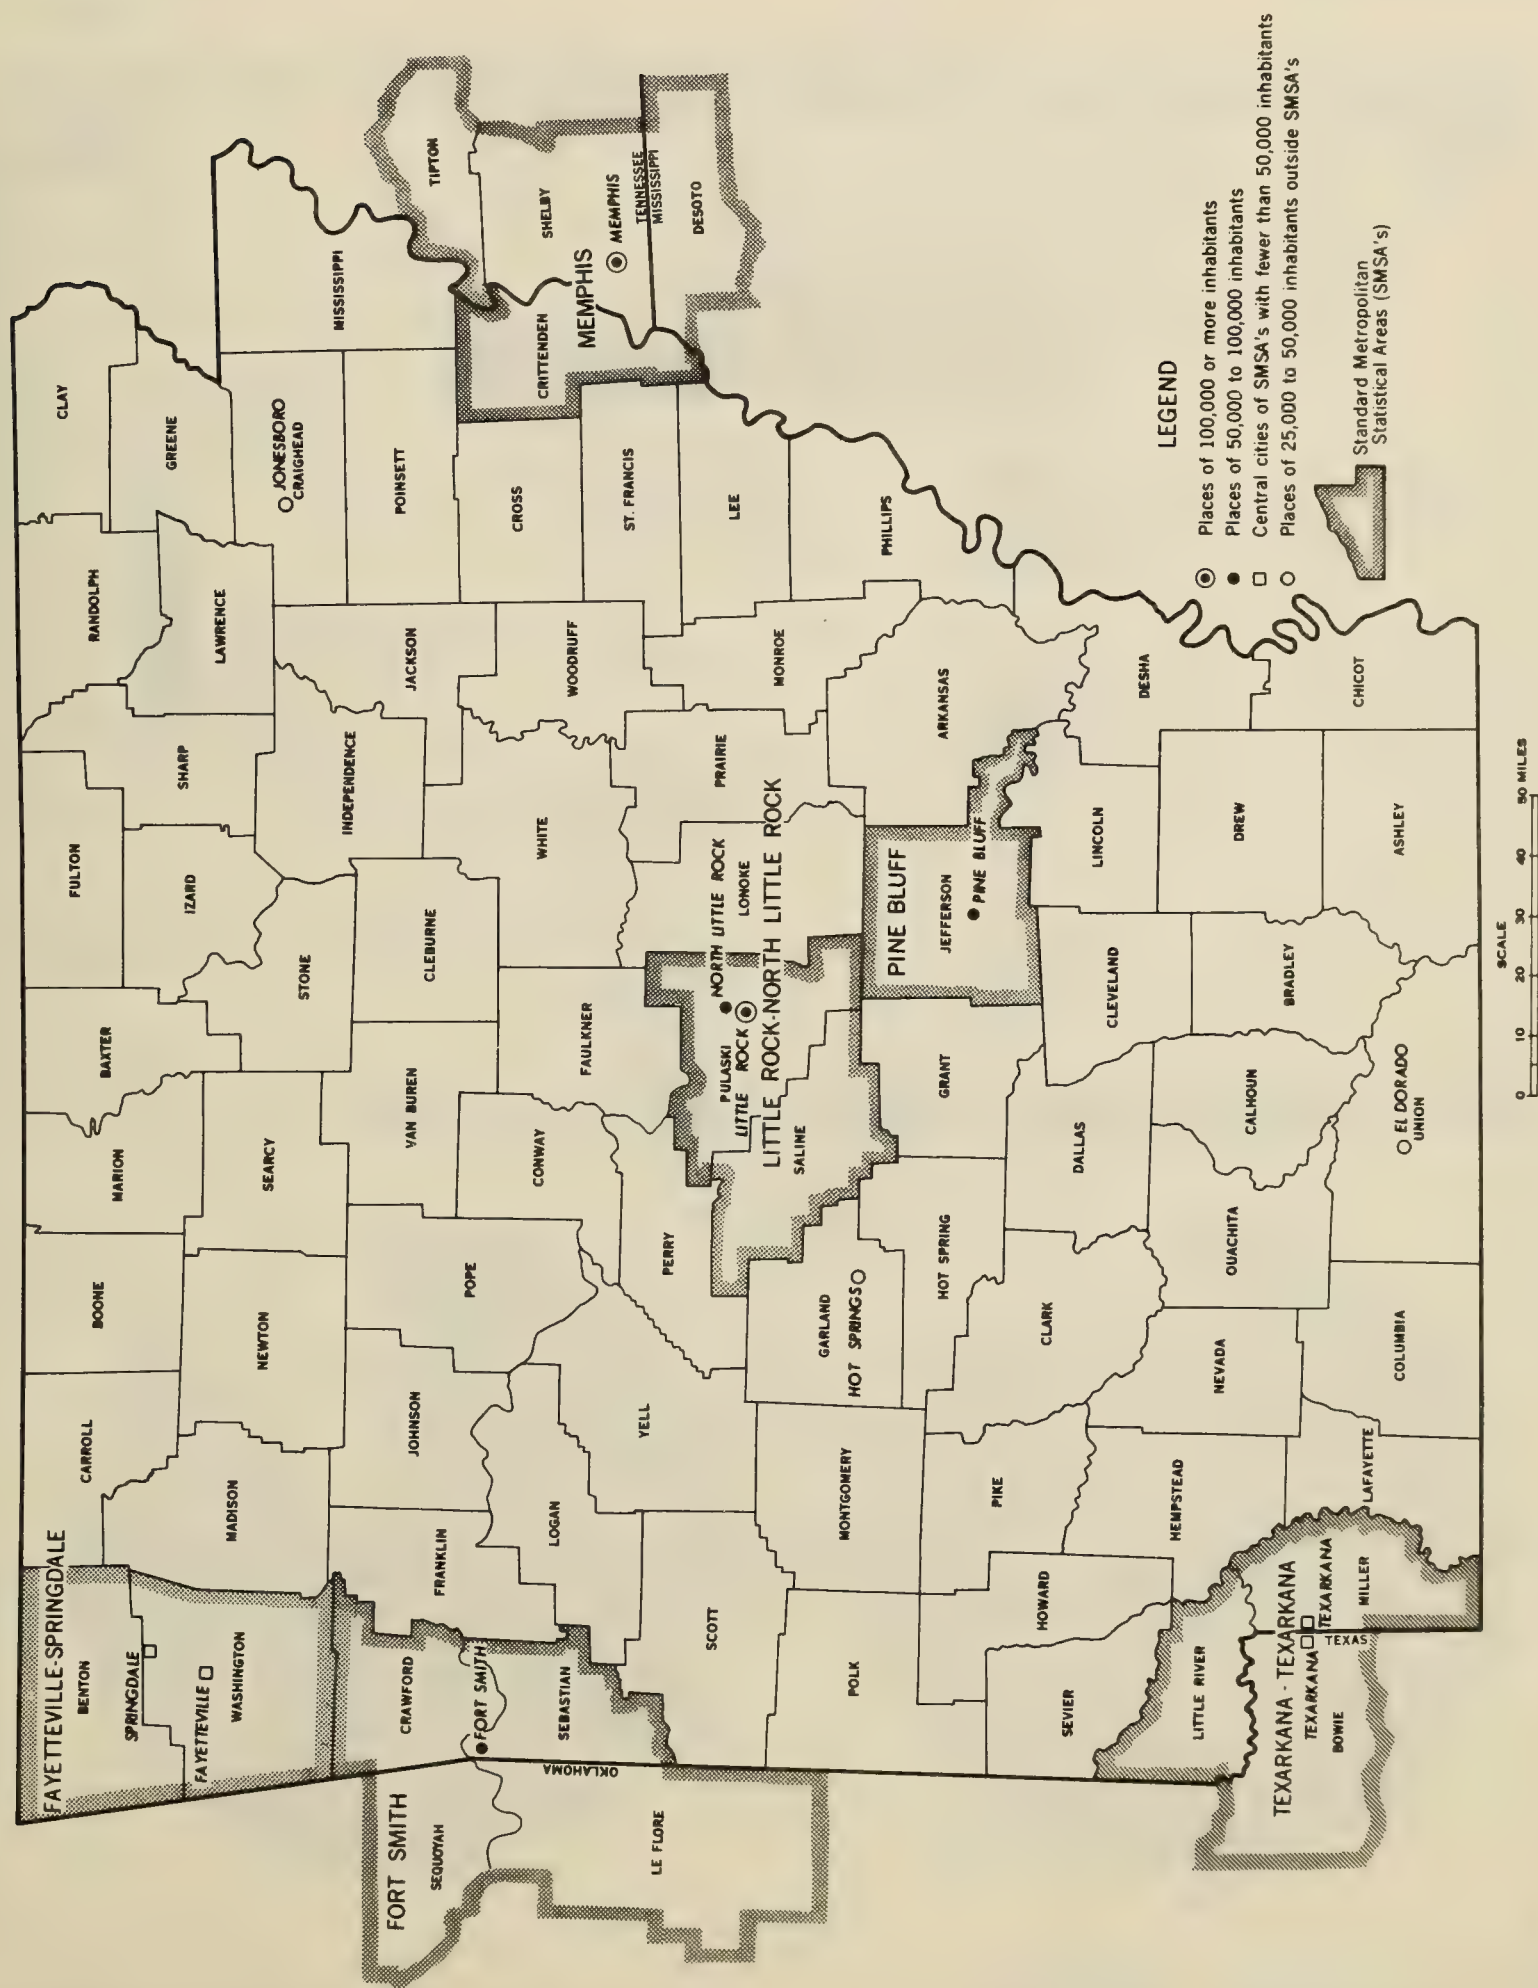 FAYETTEVILLE-SPRINGDALE
BENTON
SPRINGDALE
FAYETTEVILLE
WASHINGTON
CARROLL
MADISON
BOONE
NEWTON
MARION
SEARCY
BAXTER
STONE
FULTON
IZARD
SHARP
INDEPENDENCE
RANDOLPH
LAWRENCE
CLAY
GREENE
JONESBORO
CRAIGHEAD
MISSISSIPPI
POINSETT
FORT SMITH
SEQUOYAH
LE FLORE
OKLAHOMA
CRAWFORD
FORT SMITH
SEBASTIAN
FRANKLIN
LOGAN
JOHNSON
POPE
VAN BUREN
CONWAY
CLEBURNE
FAULKNER
WHITE
JACKSON
WOODRUFF
CROSS
ST. FRANCIS
CRITTENDEN
MEMPHIS
MEMPHIS
TIPTON
SHELBY
TENNESSEE
MISSISSIPPI
DESOTO
SCOTT
YELL
PERRY
PULASKI
LITTLE ROCK
NORTH LITTLE ROCK
LITTLE ROCK-NORTH LITTLE ROCK
SALINE
LONOKE
PRAIRIE
MONROE
LEE
PHILLIPS
POLK
MONTGOMERY
GARLAND
HOT SPRINGS
HOT SPRING
GRANT
PINE BLUFF
JEFFERSON
PINE BLUFF
ARKANSAS
SEVIER
HOWARD
PIKE
CLARK
DALLAS
CLEVELAND
LINCOLN
DESHA
LITTLE RIVER
HEMPSTEAD
NEVADA
OUACHITA
CALHOUN
BRADLEY
DREW
CHICOT
TEXARKANA - TEXARKANA
TEXARKANA
TEXARKANA
BOWIE
TEXAS
MILLER
LAFAYETTE
COLUMBIA
EL DORADO
UNION
ASHLEY
LEGEND
Places of 100,000 or more inhabitants
Places of 50,000 to 100,000 inhabitants
Central cities of SMSA's with fewer than 50,000 inhabitants
Places of 25,000 to 50,000 inhabitants outside SMSA's
Standard Metropolitan
Statistical Areas (SMSA's)
SCALE
0 10 20 30 40 50 MILES